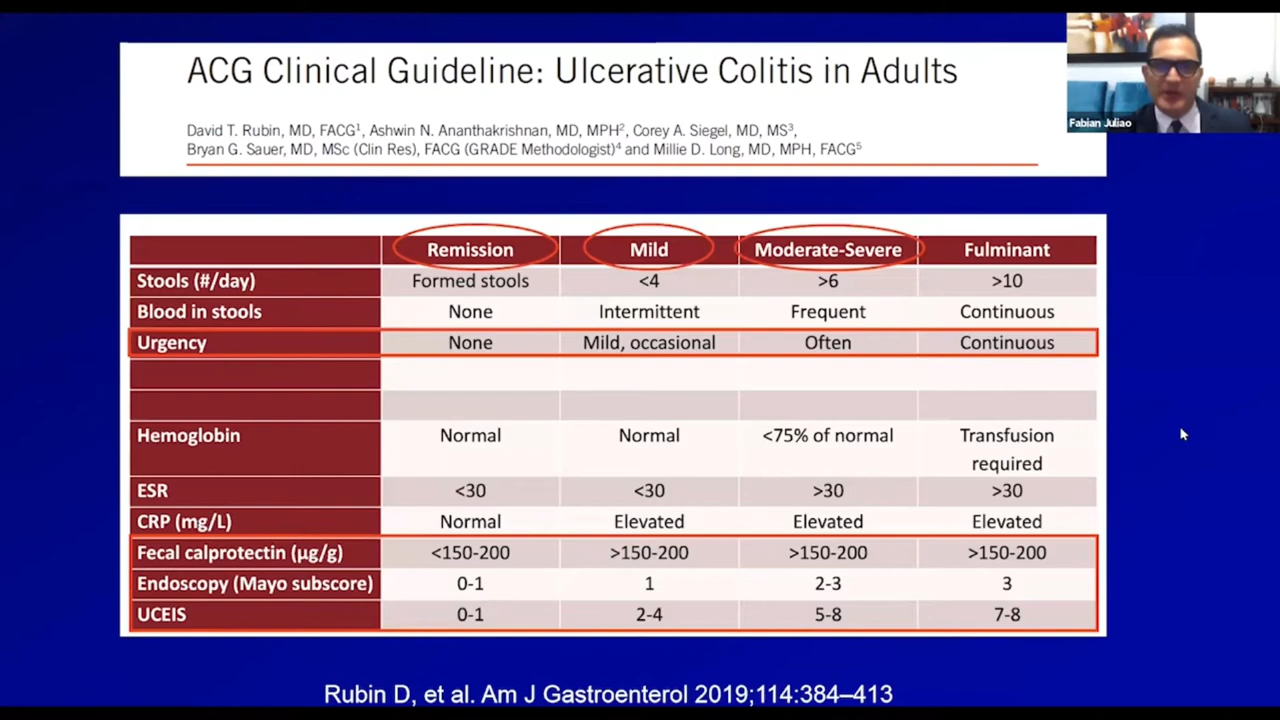 ACG Clinical Guideline: Ulcerative Colitis in Adults
David T. Rubin, MD, FACG¹, Ashwin N. Ananthakrishnan, MD, MPH², Corey A. Siegel, MD, MS³,
Bryan G. Sauer, MD, MSc (Clin Res), FACG (GRADE Methodologist)⁴ and Millie D. Long, MD, MPH, FACG⁵
Fabian Juliao
Remission Mild Moderate-Severe Fulminant
Stools (#/day) Formed stools <4 >6 >10
Blood in stools None Intermittent Frequent Continuous
Urgency None Mild, occasional Often Continuous
Hemoglobin Normal Normal <75% of normal Transfusion
required
ESR <30 <30 >30 >30
CRP (mg/L) Normal Elevated Elevated Elevated
Fecal calprotectin (µg/g) <150-200 >150-200 >150-200 >150-200
Endoscopy (Mayo subscore) 0-1 1 2-3 3
UCEIS 0-1 2-4 5-8 7-8
Rubin D, et al. Am J Gastroenterol 2019;114:384–413